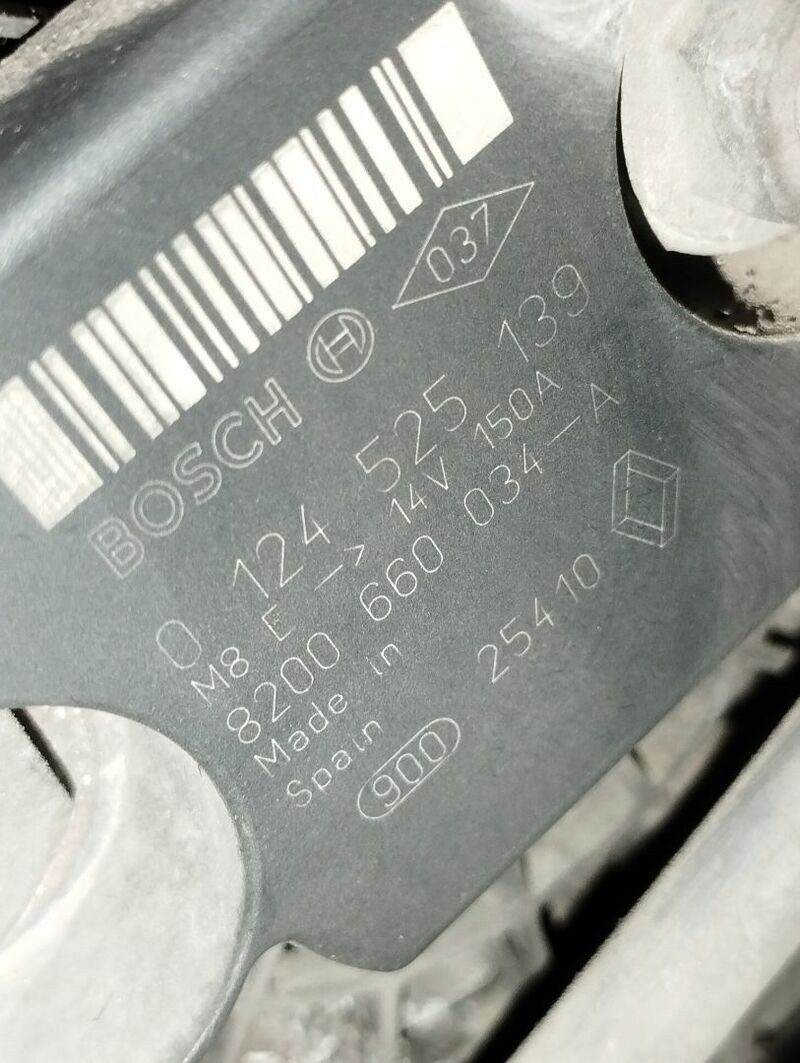 037
BOSCH
0 124 525 139
M8 E —> 14V 150A
8200 660 034—A
Made in
Spain
25410
900